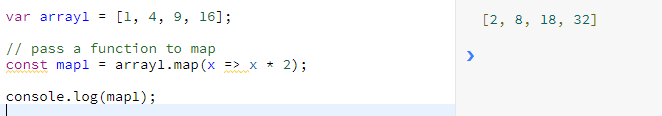 var array1 = [1, 4, 9, 16];
// pass a function to map
const map1 = array1.map(x => x * 2);
console.log(map1);
[2, 8, 18, 32]